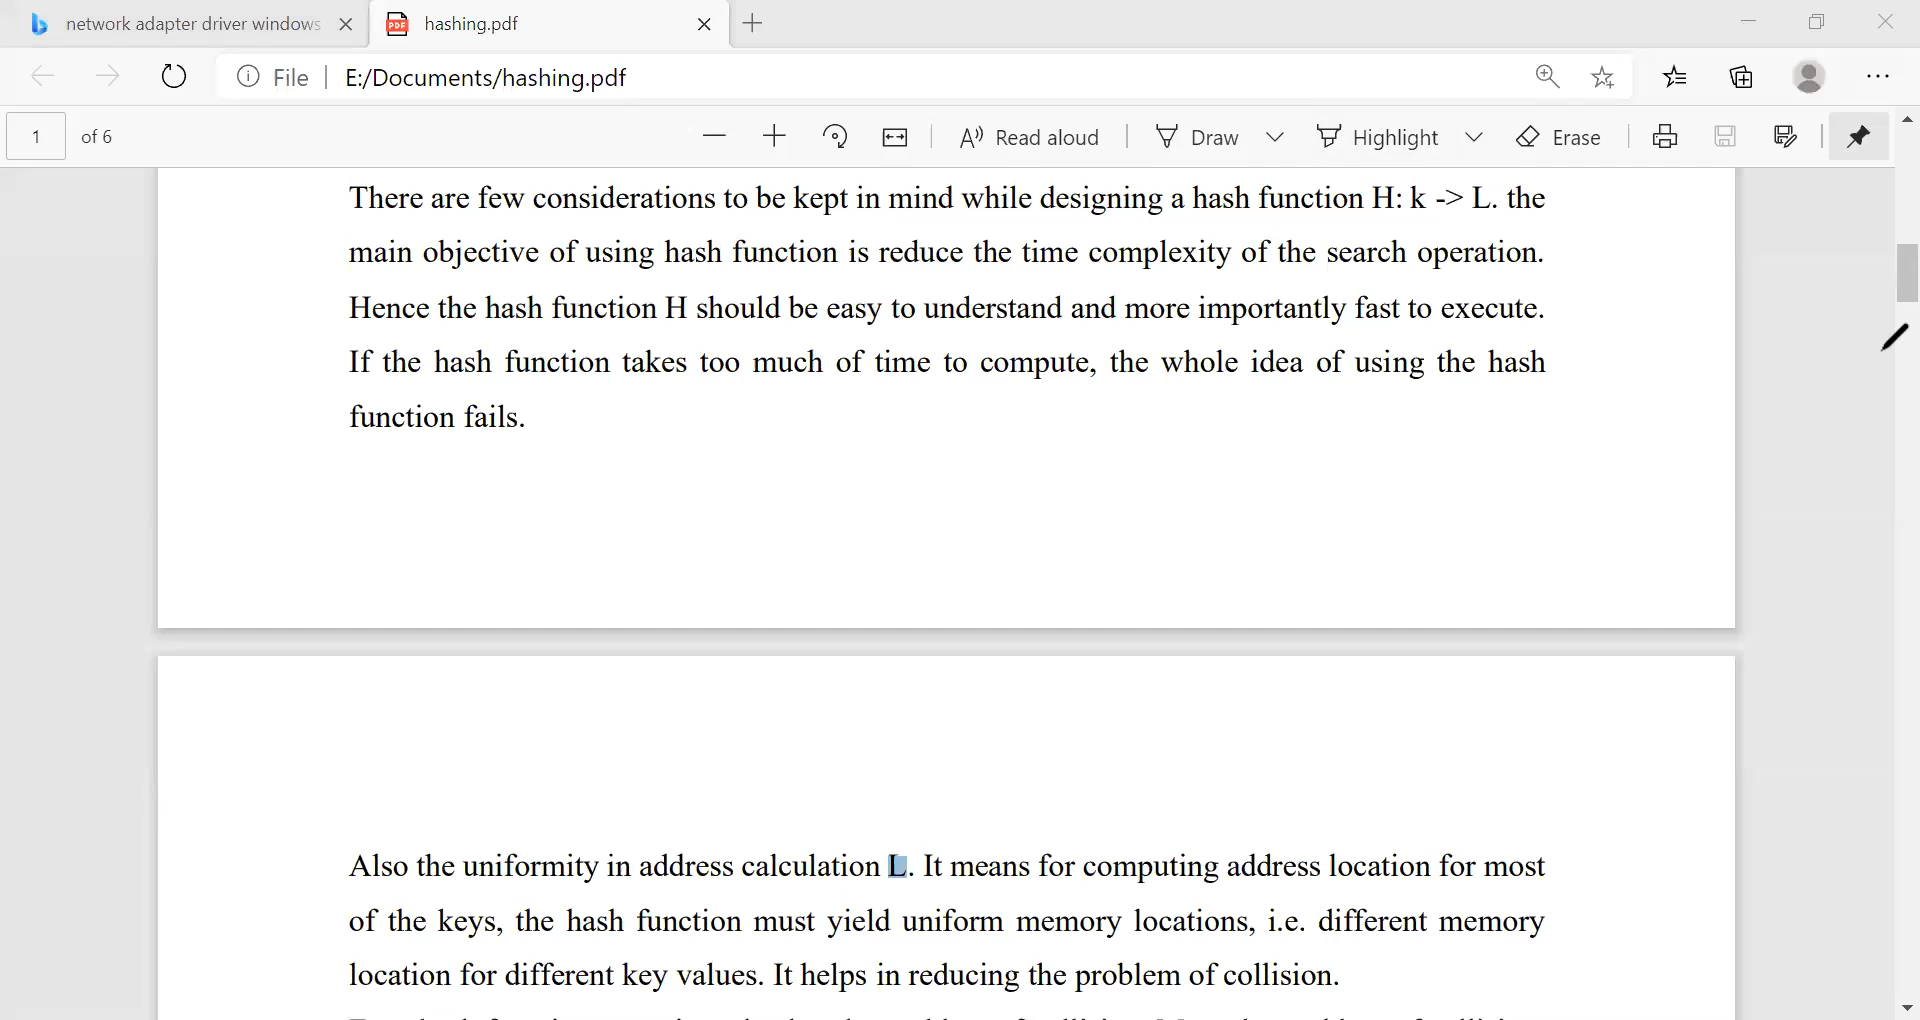 network adapter driver windows
hashing.pdf
File | E:/Documents/hashing.pdf
1 of 6
Read aloud
Draw
Highlight
Erase
There are few considerations to be kept in mind while designing a hash function H: k -> L. the
main objective of using hash function is reduce the time complexity of the search operation.
Hence the hash function H should be easy to understand and more importantly fast to execute.
If the hash function takes too much of time to compute, the whole idea of using the hash
function fails.
Also the uniformity in address calculation L. It means for computing address location for most
of the keys, the hash function must yield uniform memory locations, i.e. different memory
location for different key values. It helps in reducing the problem of collision.